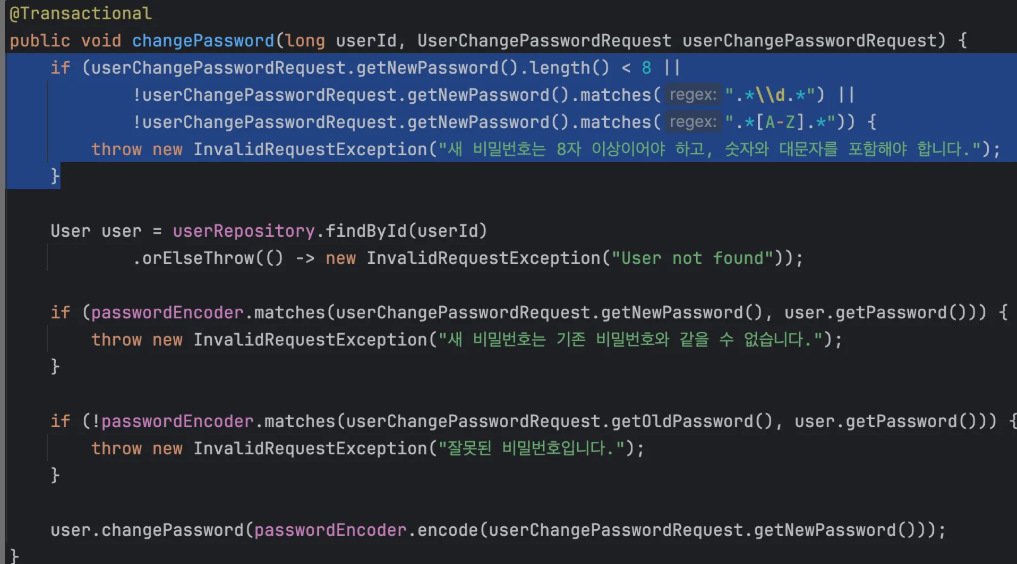 @Transactional
public void changePassword(long userId, UserChangePasswordRequest userChangePasswordRequest) {
if (userChangePasswordRequest.getNewPassword().length() < 8 ||
!userChangePasswordRequest.getNewPassword().matches( regex: ".*\\d.*") ||
!userChangePasswordRequest.getNewPassword().matches( regex: ".*[A-Z].*")) {
throw new InvalidRequestException("새 비밀번호는 8자 이상이어야 하고, 숫자와 대문자를 포함해야 합니다.");
}
User user = userRepository.findById(userId)
.orElseThrow(() -> new InvalidRequestException("User not found"));
if (passwordEncoder.matches(userChangePasswordRequest.getNewPassword(), user.getPassword())) {
throw new InvalidRequestException("새 비밀번호는 기존 비밀번호와 같을 수 없습니다.");
}
if (!passwordEncoder.matches(userChangePasswordRequest.getOldPassword(), user.getPassword())) {
throw new InvalidRequestException("잘못된 비밀번호입니다.");
}
user.changePassword(passwordEncoder.encode(userChangePasswordRequest.getNewPassword()));
}